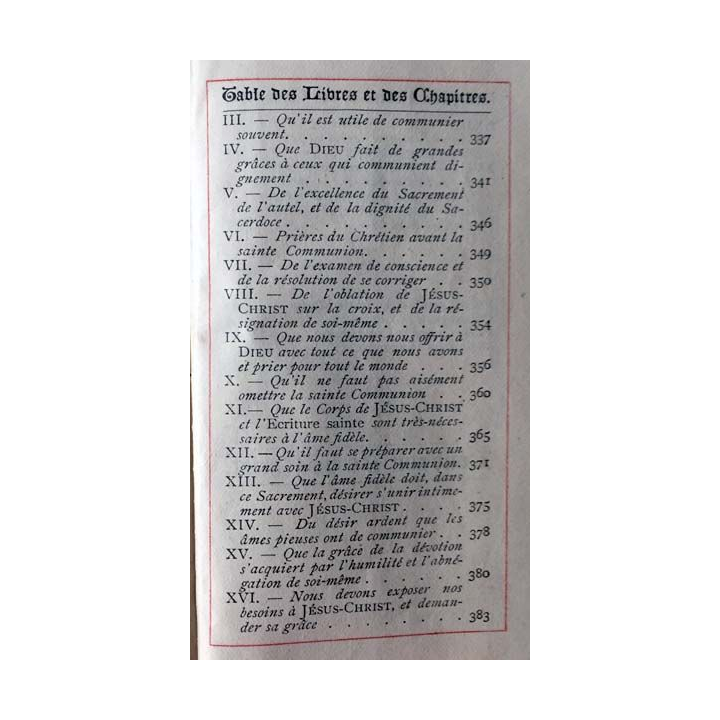 Table des Livres et des Chapitres.
III. — Qu'il est utile de communier
souvent. . . . . . . . . . 337
IV. — Que DIEU fait de grandes
grâces à ceux qui communient di-
gnement . . . . . . . . . 341
V. — De l'excellence du Sacrement
de l'autel, et de la dignité du Sa-
cerdoce . . . . . . . . . . 346
VI. — Prières du Chrétien avant la
sainte Communion. . . . . . 349
VII. — De l'examen de conscience et
de la résolution de se corriger . . 350
VIII. — De l'oblation de JÉSUS-
CHRIST sur la croix, et de la ré-
signation de soi-même . . . . . 354
IX. — Que nous devons nous offrir à
DIEU avec tout ce que nous avons
et prier pour tout le monde . . . 356
X. — Qu'il ne faut pas aisément
omettre la sainte Communion . . 360
XI.— Que le Corps de JÉSUS-CHRIST
et l'Ecriture sainte sont très-néces-
saires à l'âme fidèle. . . . . . 365
XII. — Qu'il faut se préparer avec un
grand soin à la sainte Communion. 371
XIII. — Que l'âme fidèle doit, dans
ce Sacrement, désirer s'unir intime-
ment avec JÉSUS-CHRIST . . . . 375
XIV. — Du désir ardent que les
âmes pieuses ont de communier . . 378
XV. — Que la grâce de la dévotion
s'acquiert par l'humilité et l'abné-
gation de soi-même . . . . . . 380
XVI. — Nous devons exposer nos
besoins à JÉSUS-CHRIST, et deman-
der sa grâce . . . . . . . . 383